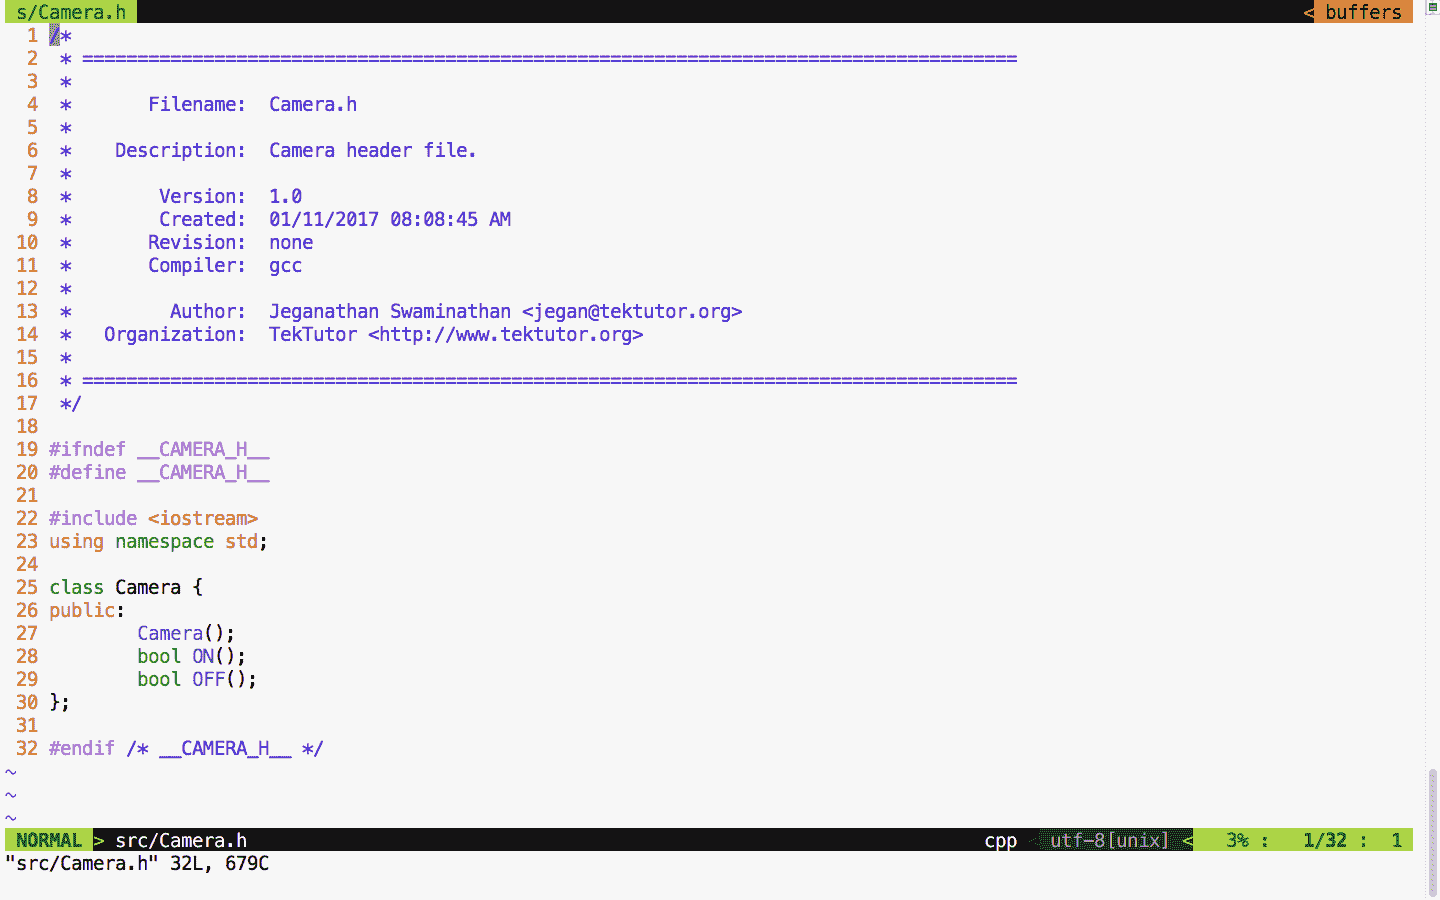 s/Camera.h < buffers
1 /*
2  * =====================================================================================
3  *
4  *       Filename:  Camera.h
5  *
6  *    Description:  Camera header file.
7  *
8  *        Version:  1.0
9  *        Created:  01/11/2017 08:08:45 AM
10  *       Revision:  none
11  *       Compiler:  gcc
12  *
13  *         Author:  Jeganathan Swaminathan <jegan@tektutor.org>
14  *   Organization:  TekTutor <http://www.tektutor.org>
15  *
16  * =====================================================================================
17  */
18
19 #ifndef __CAMERA_H__
20 #define __CAMERA_H__
21
22 #include <iostream>
23 using namespace std;
24
25 class Camera {
26 public:
27         Camera();
28         bool ON();
29         bool OFF();
30 };
31
32 #endif /* __CAMERA_H__ */
~
~
~
NORMAL > src/Camera.h cpp < utf-8[unix] < 3% : 1/32 : 1
"src/Camera.h" 32L, 679C